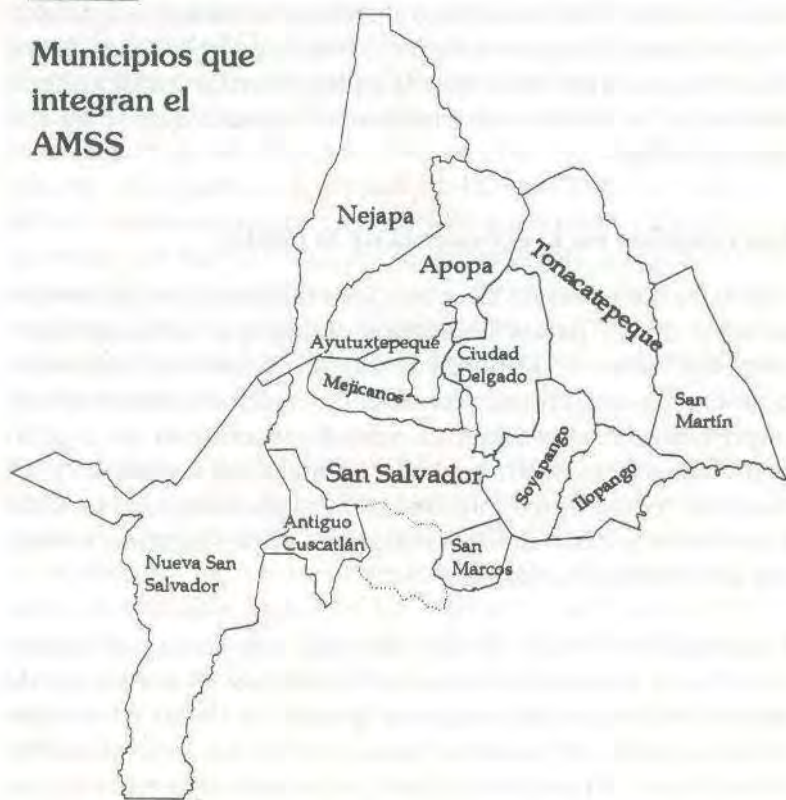 Municipios que
integran el
AMSS
Nejapa
Apopa
Tonacatepeque
Ayutuxtepeque
Ciudad
Delgado
Mejicanos
San
Martín
San Salvador
Soyapango
Ilopango
Antiguo
Cuscatlán
San
Marcos
Nueva San
Salvador